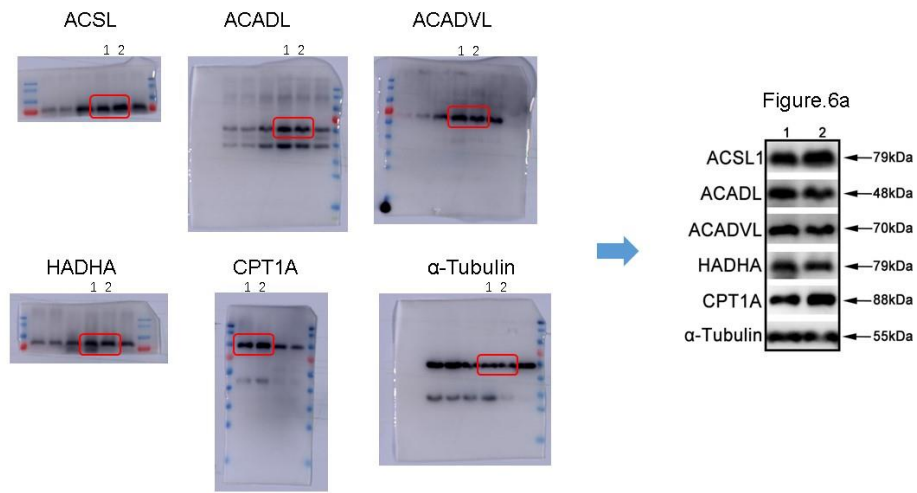 ACSL
ACADL
ACADVL
1 2
1 2
1 2
Figure.6a
1 2
ACSL1
79kDa
ACADL
48kDa
ACADVL
70kDa
HADHA
79kDa
CPT1A
88kDa
α-Tubulin
55kDa
HADHA
CPT1A
α-Tubulin
1 2
1 2
1 2